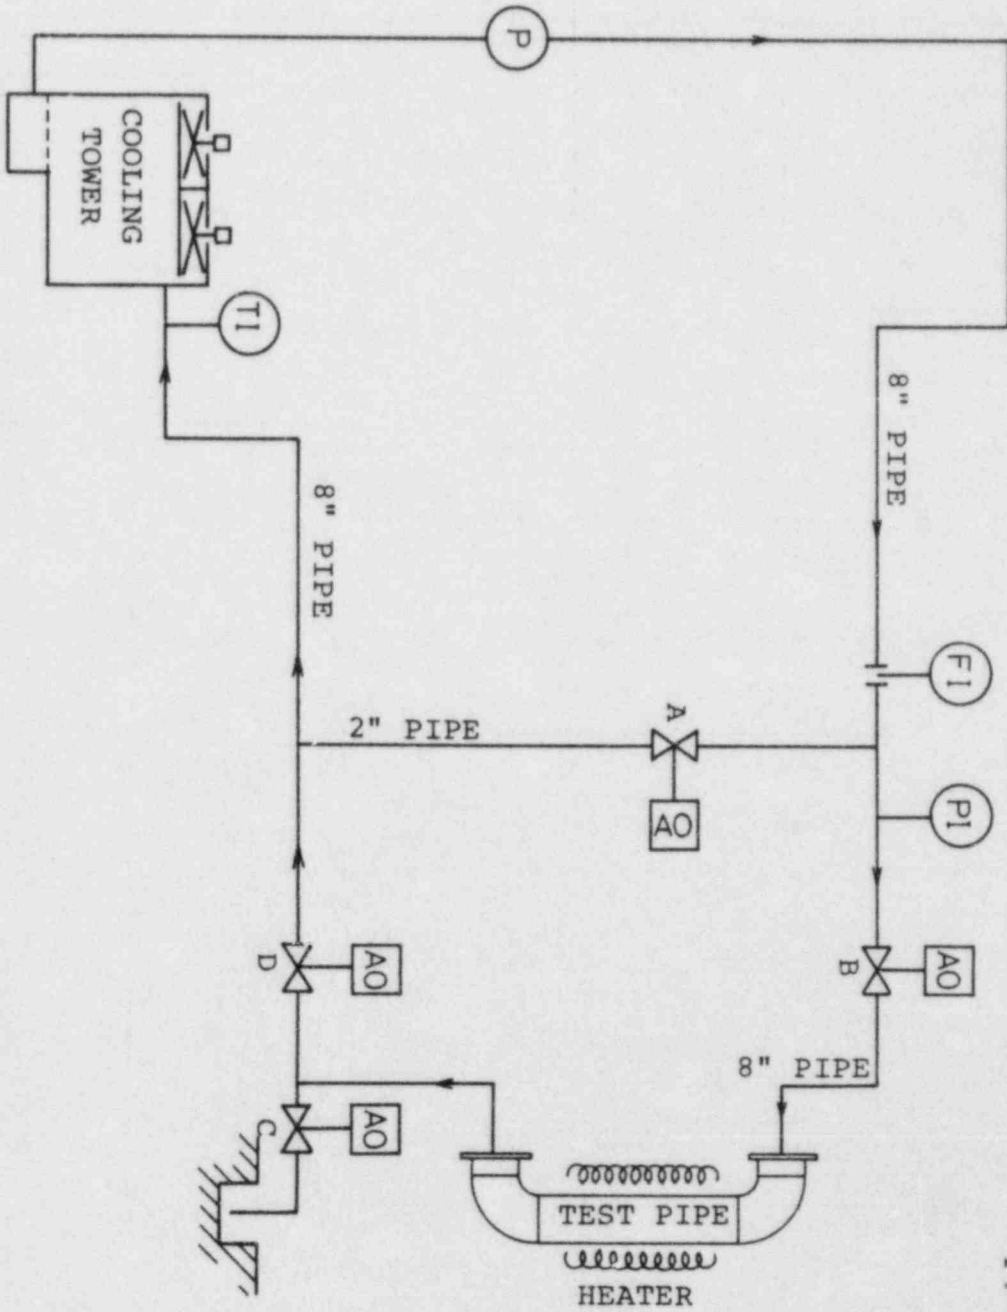 P
COOLING
TOWER
TI
8" PIPE
8" PIPE
FI
A
2" PIPE
AO
PI
D
AO
B
AO
8" PIPE
C
AO
TEST PIPE
HEATER